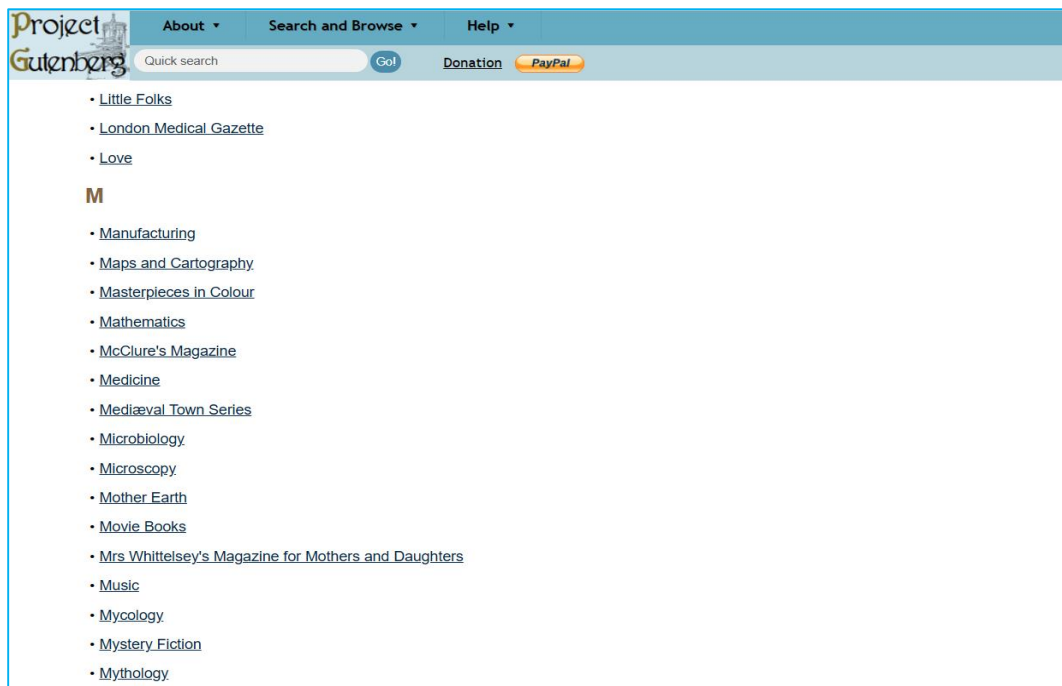 Project Gutenberg
About ▾ Search and Browse ▾ Help ▾
Quick search Go! Donation PayPal
• Little Folks
• London Medical Gazette
• Love
M
• Manufacturing
• Maps and Cartography
• Masterpieces in Colour
• Mathematics
• McClure's Magazine
• Medicine
• Mediæval Town Series
• Microbiology
• Microscopy
• Mother Earth
• Movie Books
• Mrs Whittelsey's Magazine for Mothers and Daughters
• Music
• Mycology
• Mystery Fiction
• Mythology